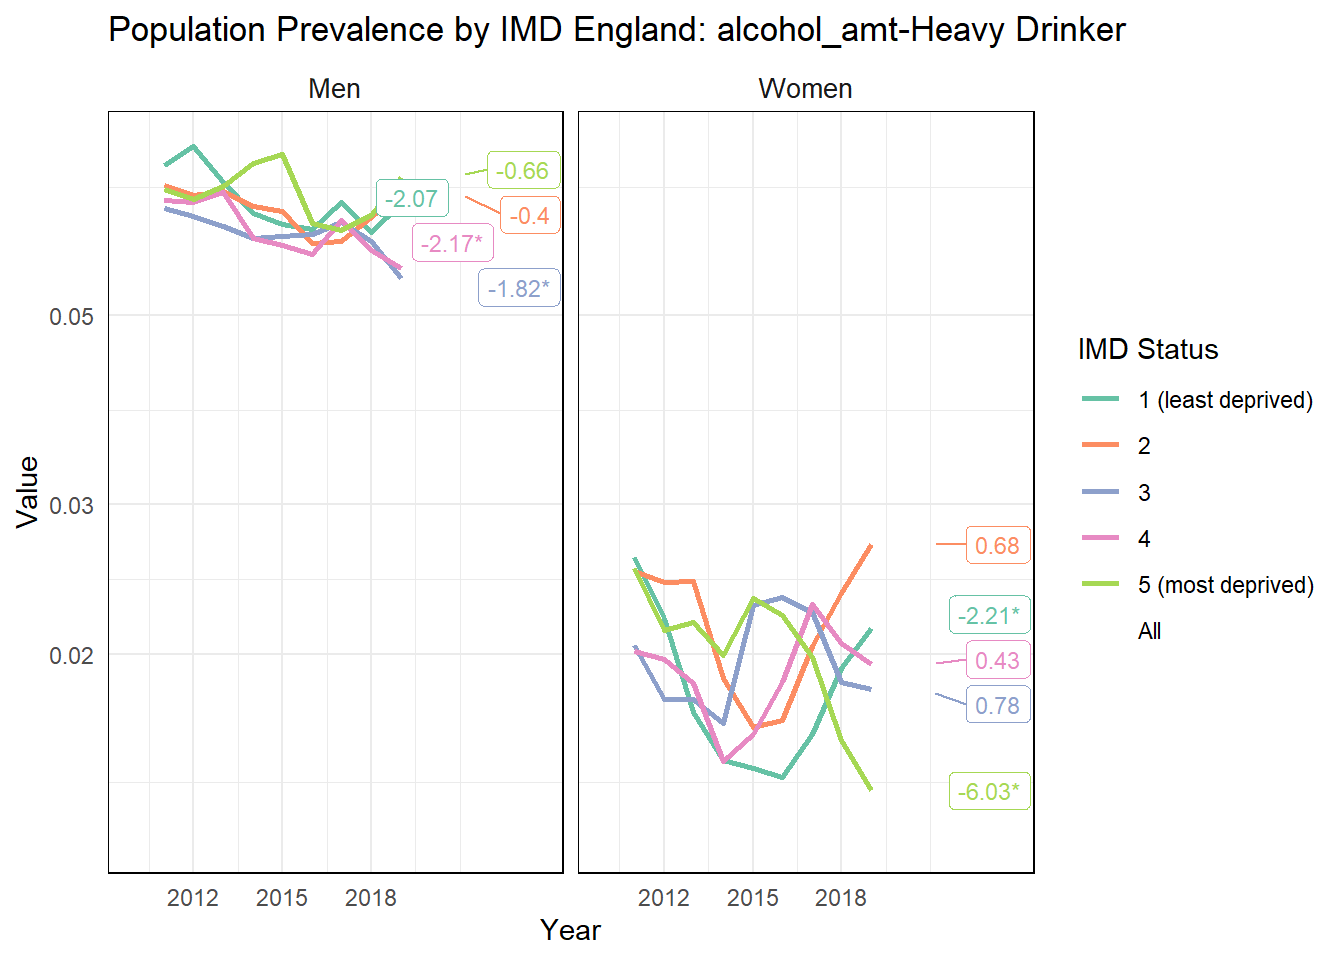 Population Prevalence by IMD England: alcohol_amt-Heavy Drinker
Men
Women
Value
0.05
0.03
0.02
-0.66
-2.07
-0.4
-2.17*
-1.82*
0.68
-2.21*
0.43
0.78
-6.03*
2012 2015 2018
2012 2015 2018
Year
IMD Status
1 (least deprived)
2
3
4
5 (most deprived)
All